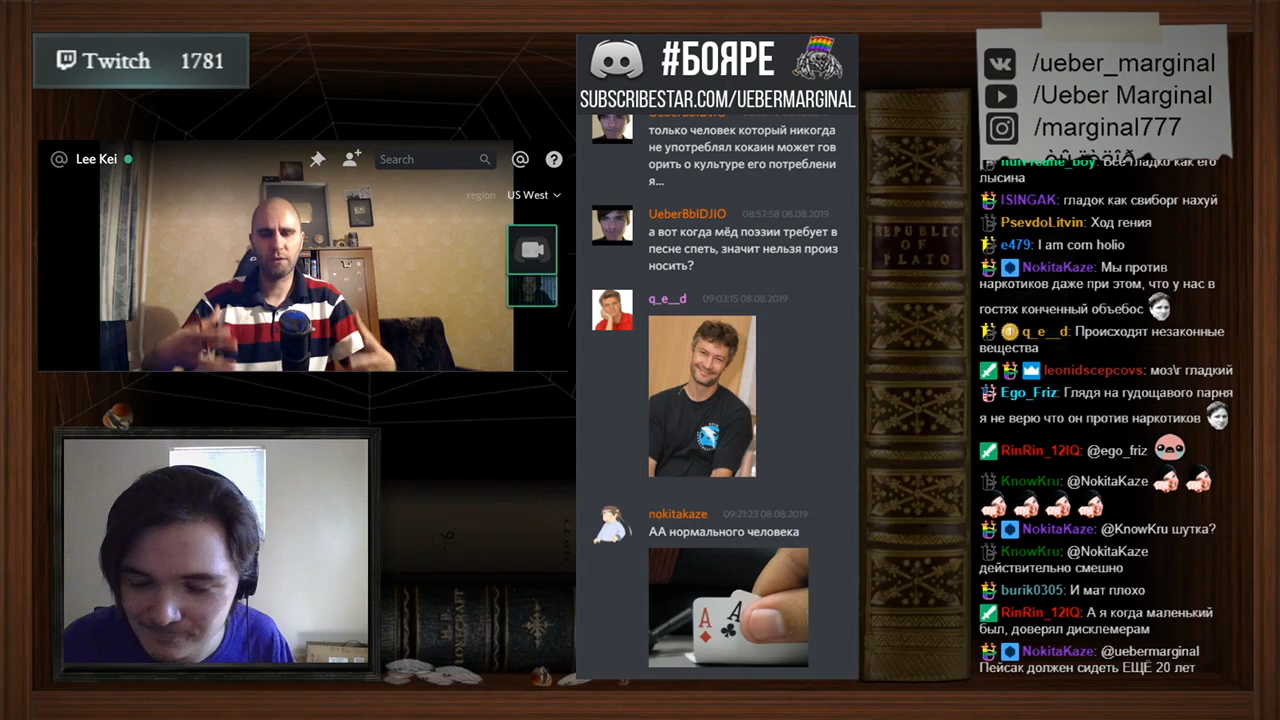 Twitch 1781
@ Lee Kei
Search
@
?
region
US West
#БОЯРЕ
SUBSCRIBESTAR.COM/UEBERMARGINAL
UeberBbIDJIO
только человек который никогда
не употреблял кокаин может гов
орить о культуре его потреблени
я...
UeberBbIDJIO 08:57:58 08.08.2019
а вот когда мёд поэзии требует в
песне спеть, значит нельзя произ
носить?
q_e__d 09:03:15 08.08.2019
nokitakaze 09:21:23 08.08.2019
АА нормального человека
A
A
REPUBLIC
OF
PLATO
LOVECRAFT
/ueber_marginal
/Ueber Marginal
/marginal777
Всё гладко как его
лысина
ISINGAK: гладок как свиборг нахуй
PsevdoLitvin: Ход гения
e479: I am corn holio
NokitaKaze: Мы против
наркотиков даже при этом, что у нас в
гостях конченный объебос
q_e__d: Происходят незаконные
вещества
leonidscepcovs: моз\г гладкий
Ego_Friz: Глядя на гудощавого парня
я не верю что он против наркотиков
RinRin_12IQ: @ego_friz
KnowKru: @NokitaKaze
NokitaKaze: @KnowKru шутка?
KnowKru: @NokitaKaze
действительно смешно
burik0305: И мат плохо
RinRin_12IQ: А я когда маленький
был, доверял дисклемерам
NokitaKaze: @uebermarginal
Пейсак должен сидеть ЕЩЁ 20 лет